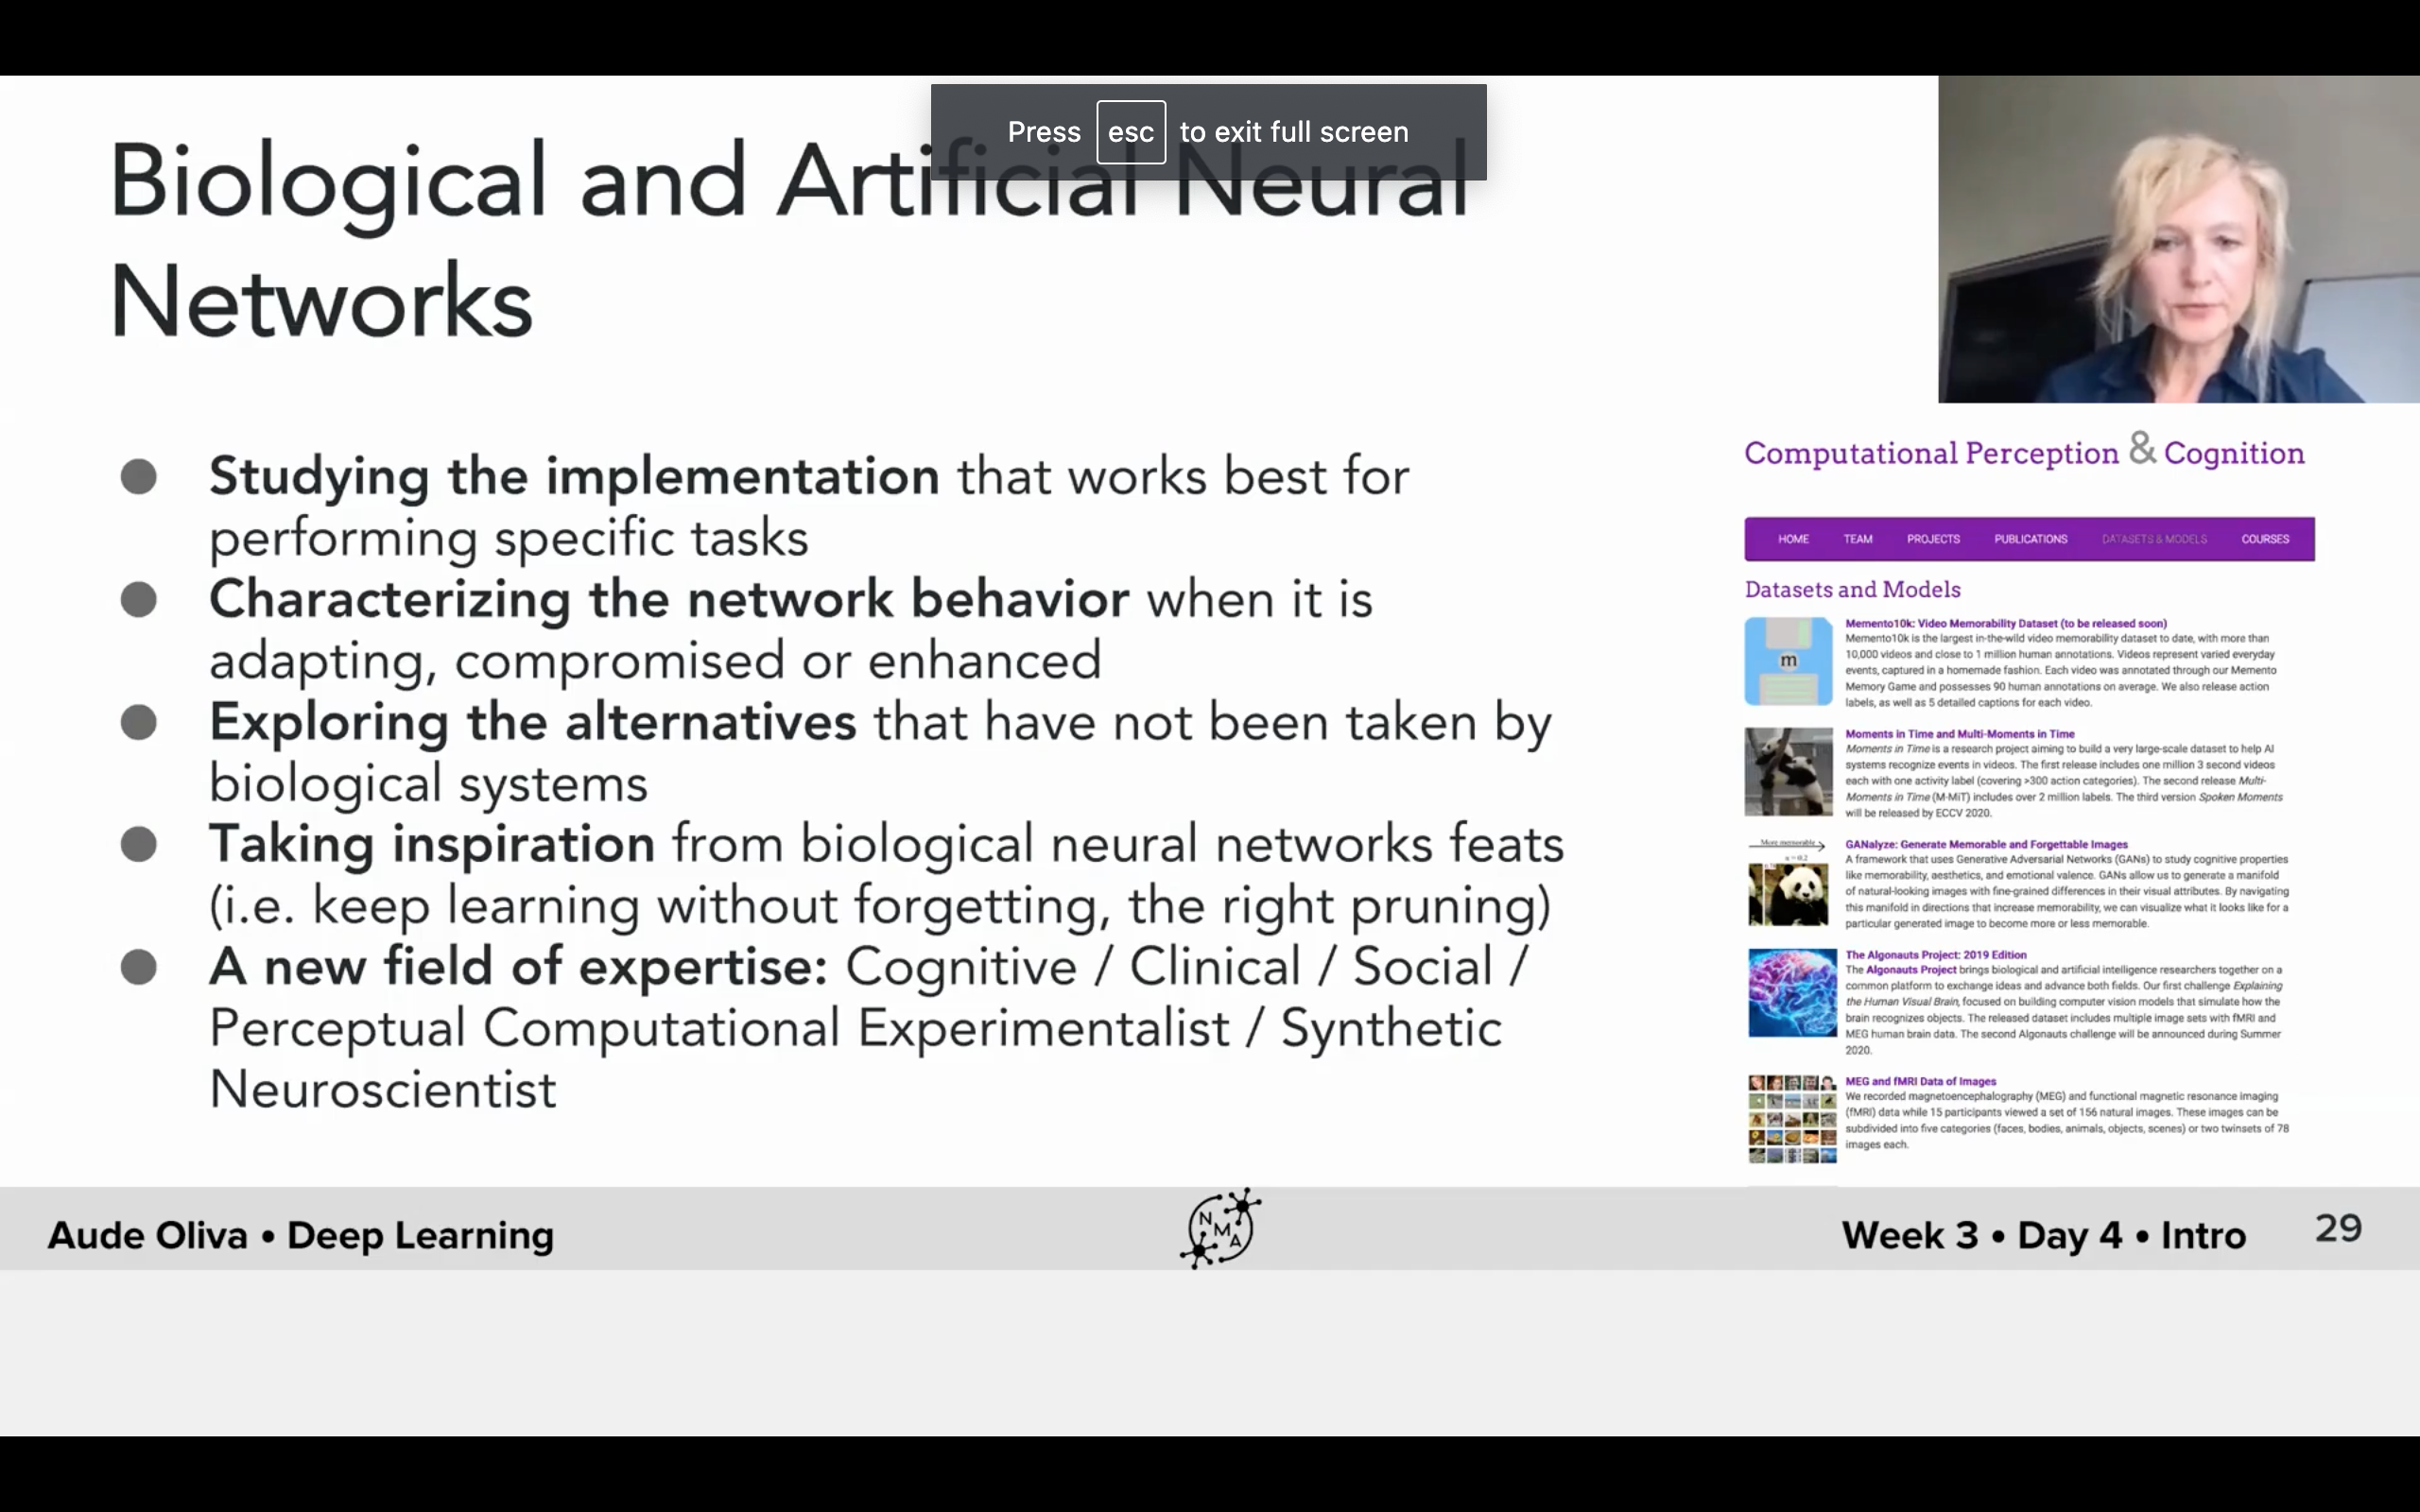 Press esc to exit full screen
Biological and Artificial Neural
Networks
Studying the implementation that works best for
performing specific tasks
Characterizing the network behavior when it is
adapting, compromised or enhanced
Exploring the alternatives that have not been taken by
biological systems
Taking inspiration from biological neural networks feats
(i.e. keep learning without forgetting, the right pruning)
A new field of expertise: Cognitive / Clinical / Social /
Perceptual Computational Experimentalist / Synthetic
Neuroscientist
Computational Perception & Cognition
HOME TEAM PROJECTS PUBLICATIONS DATASETS & MODELS COURSES
Datasets and Models
m
Memento10k: Video Memorability Dataset (to be released soon)
Memento10k is the largest in-the-wild video memorability dataset to date, with more than
10,000 videos and close to 1 million human annotations. Videos represent varied everyday
events, captured in a homemade fashion. Each video was annotated through our Memento
Memory Game and possesses 90 human annotations on average. We also release action
labels, as well as 5 detailed captions for each video.
Moments in Time and Multi-Moments in Time
Moments in Time is a research project aiming to build a very large-scale dataset to help AI
systems recognize events in videos. The first release includes one million 3 second videos
each with one activity label (covering >300 action categories). The second release Multi-
Moments in Time (M-MiT) includes over 2 million labels. The third version Spoken Moments
will be released by ECCV 2020.
More memorable
GANalyze: Generate Memorable and Forgettable Images
A framework that uses Generative Adversarial Networks (GANs) to study cognitive properties
like memorability, aesthetics, and emotional valence. GANs allow us to generate a manifold
of natural-looking images with fine-grained differences in their visual attributes. By navigating
this manifold in directions that increase memorability, we can visualize what it looks like for a
particular generated image to become more or less memorable.
The Algonauts Project: 2019 Edition
The Algonauts Project brings biological and artificial intelligence researchers together on a
common platform to exchange ideas and advance both fields. Our first challenge Explaining
the Human Visual Brain, focused on building computer vision models that simulate how the
brain recognizes objects. The released dataset includes multiple image sets with fMRI and
MEG human brain data. The second Algonauts challenge will be announced during Summer
2020.
MEG and fMRI Data of Images
We recorded magnetoencephalography (MEG) and functional magnetic resonance imaging
(fMRI) data while 15 participants viewed a set of 156 natural images. These images can be
subdivided into five categories (faces, bodies, animals, objects, scenes) or two twinsets of 78
images each.
Aude Oliva • Deep Learning
NMA
Week 3 • Day 4 • Intro
29